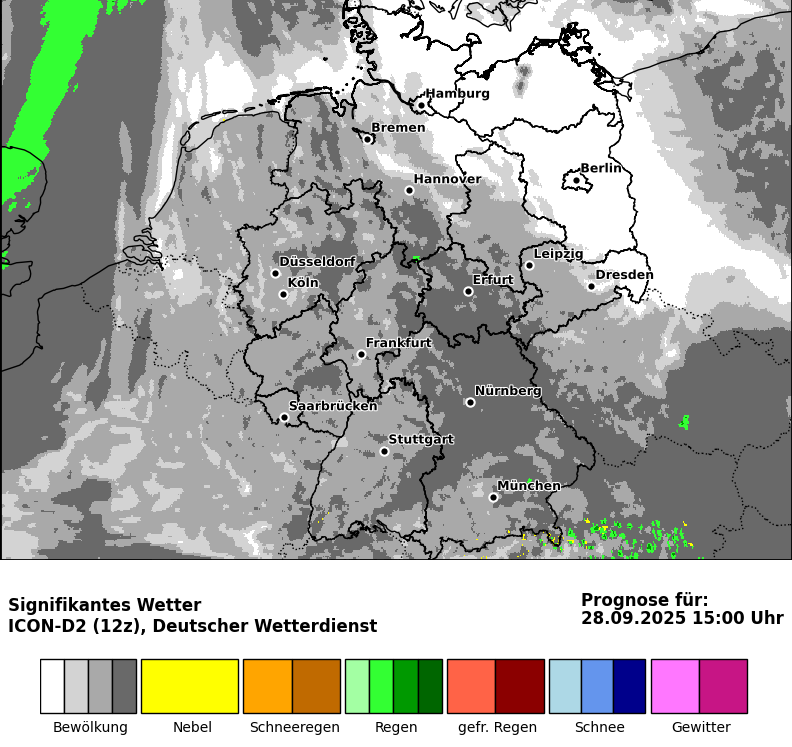 Hamburg
Bremen
Berlin
Hannover
Leipzig
Düsseldorf
Dresden
Köln
Erfurt
Frankfurt
Nürnberg
Saarbrücken
Stuttgart
München
Signifikantes Wetter
ICON-D2 (12z), Deutscher Wetterdienst
Prognose für:
28.09.2025 15:00 Uhr
Bewölkung
Nebel
Schneeregen
Regen
gefr. Regen
Schnee
Gewitter